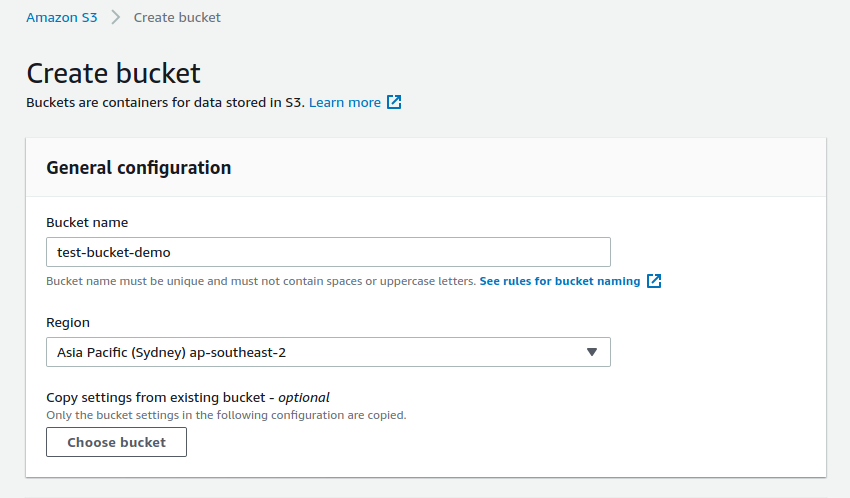 Amazon S3 > Create bucket
Create bucket
Buckets are containers for data stored in S3. Learn more
General configuration
Bucket name
test-bucket-demo
Bucket name must be unique and must not contain spaces or uppercase letters. See rules for bucket naming
Region
Asia Pacific (Sydney) ap-southeast-2
Copy settings from existing bucket - optional
Only the bucket settings in the following configuration are copied.
Choose bucket